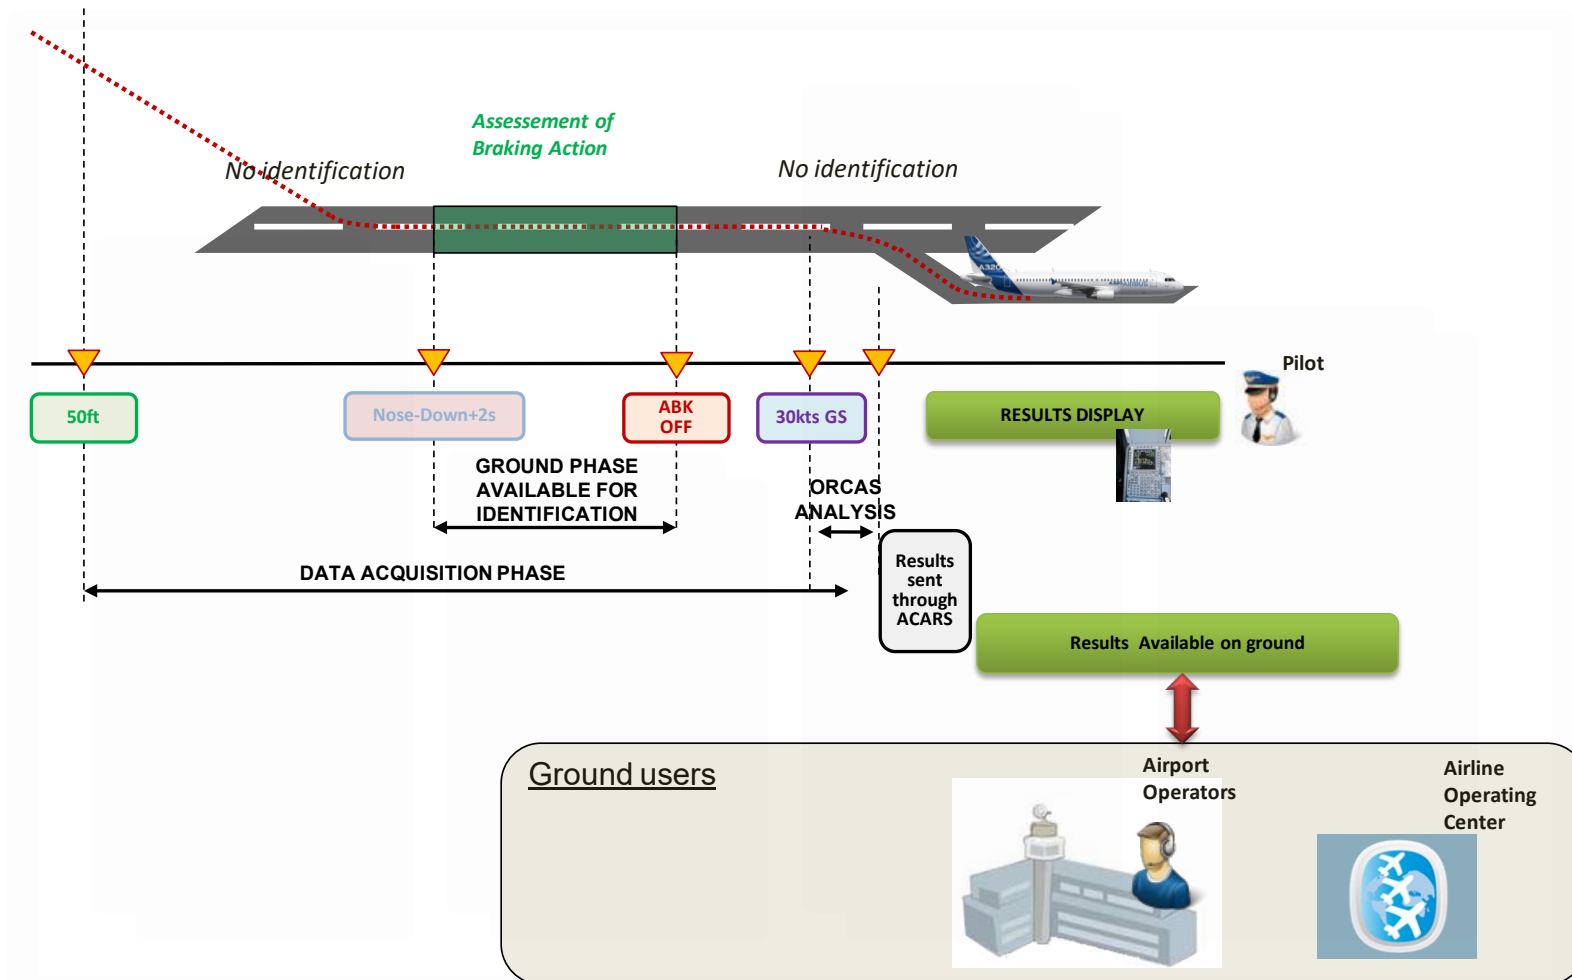 Assessement of
Braking Action
No identification
No identification
A320
Pilot
50ft
Nose-Down+2s
ABK
OFF
30kts GS
RESULTS DISPLAY
GROUND PHASE
AVAILABLE FOR
IDENTIFICATION
ORCAS
ANALYSIS
DATA ACQUISITION PHASE
Results
sent
through
ACARS
Results Available on ground
Ground users
Airport
Operators
Airline
Operating
Center